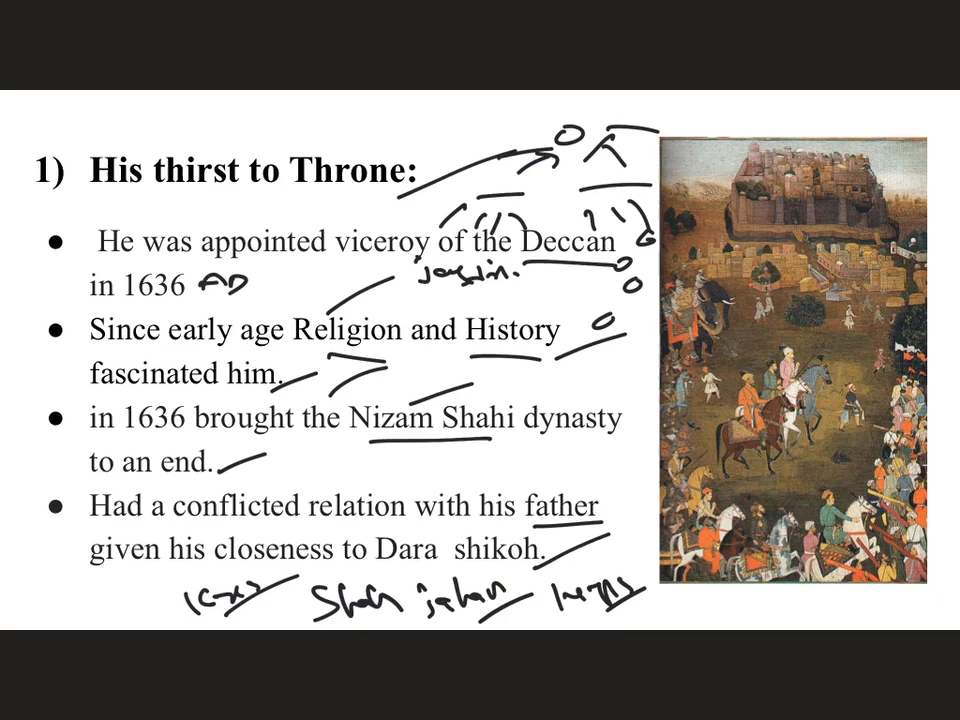 1) His thirst to Throne:
● He was appointed viceroy of the Deccan
in 1636 AD
● Since early age Religion and History
fascinated him.
● in 1636 brought the Nizam Shahi dynasty
to an end.
● Had a conflicted relation with his father
given his closeness to Dara shikoh.
Shah jahan